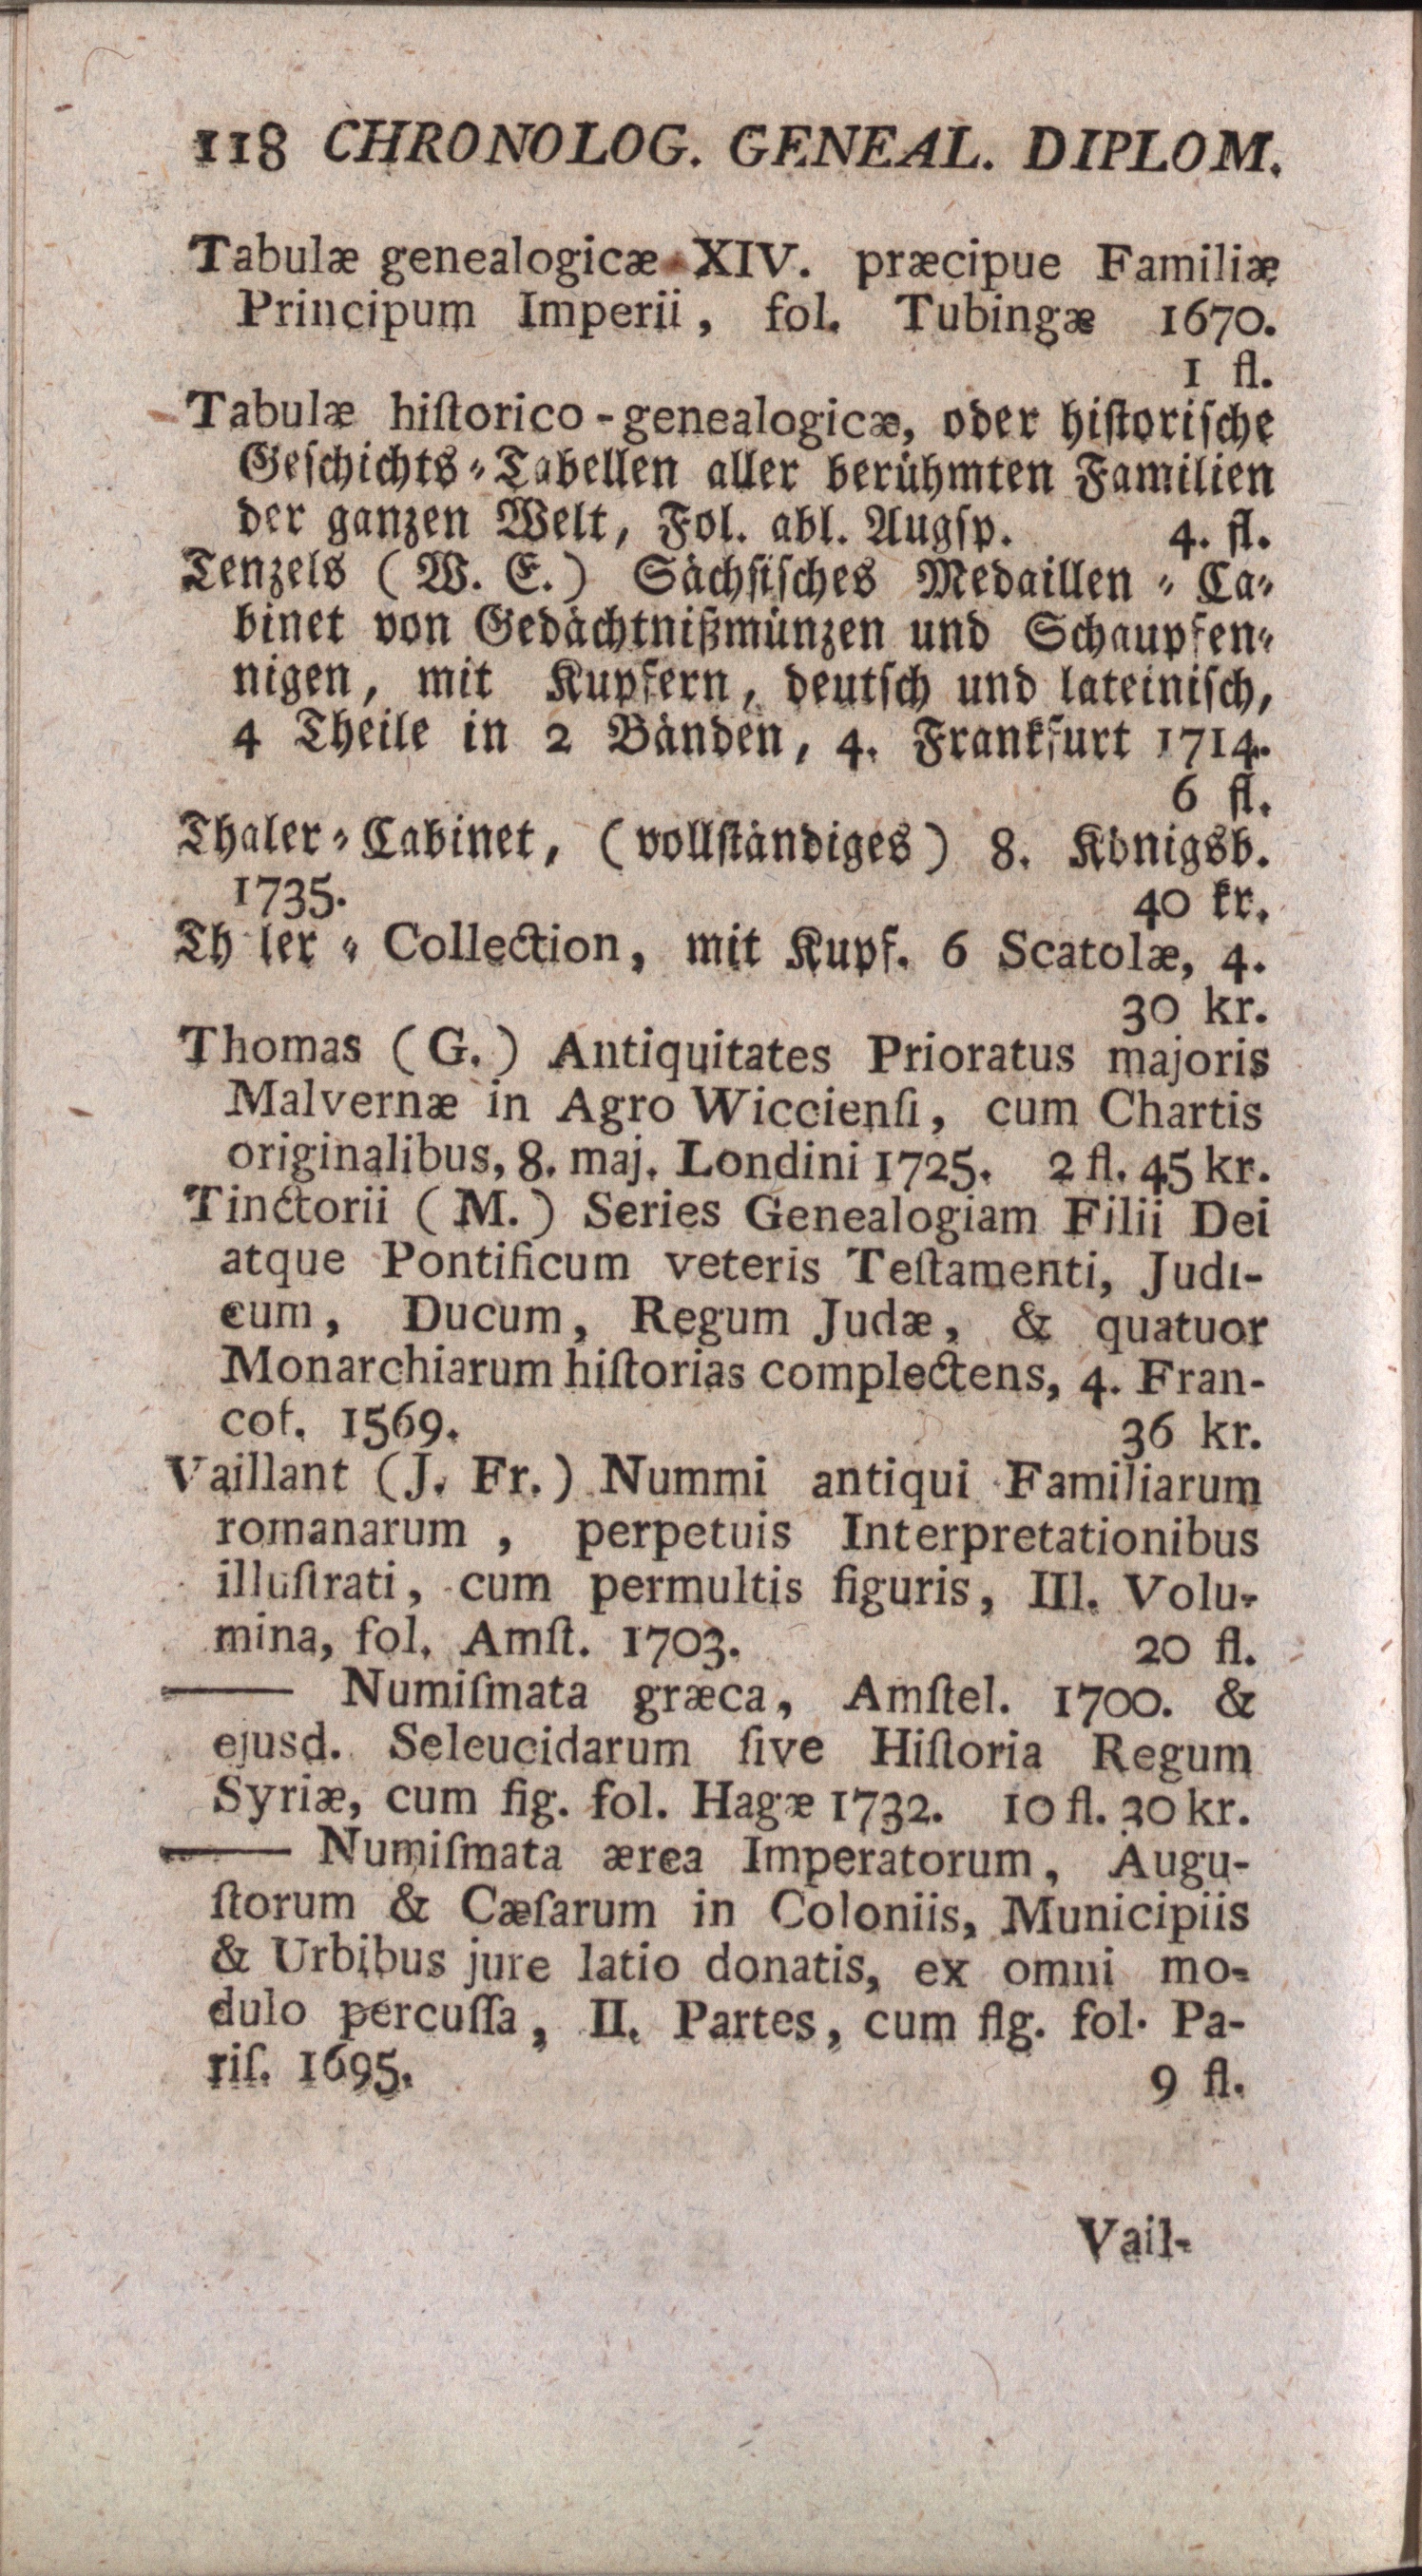 118 CHRONOLOG. GENEAL. DIPLOM.
Tabulæ genealogicæ XIV. præcipue Familiæ
Principum Imperii, fol. Tubingæ 1670.
1 fl.
Tabulæ hiſtorico-genealogicæ, oder hiſtoriſche
Geſchichts-Tabellen aller berühmten Familien
der ganzen Welt, Fol. abl. Augſp. 4. fl.
Tenzels (W. E.) Sächſiſches Medaillen-Ca-
binet von Gedächtnißmünzen und Schaupfen-
nigen, mit Kupfern, deutſch und lateiniſch,
4 Theile in 2 Bänden, 4. Frankfurt 1714.
6 fl.
Thaler-Cabinet, (vollſtändiges) 8. Königsb.
1735. 40 kr.
Th ler-Collection, mit Kupf. 6 Scatolæ, 4.
30 kr.
Thomas (G.) Antiquitates Prioratus majoris
Malvernæ in Agro Wiccienſi, cum Chartis
originalibus, 8. maj. Londini 1725. 2 fl. 45 kr.
Tinctorii (M.) Series Genealogiam Filii Dei
atque Pontificum veteris Teſtamenti, Judi-
cum, Ducum, Regum Judæ, & quatuor
Monarchiarum hiſtorias complectens, 4. Fran-
cof. 1569. 36 kr.
Vaillant (J. Fr.) Nummi antiqui Familiarum
romanarum, perpetuis Interpretationibus
illuſtrati, cum permultis figuris, III. Volu-
mina, fol. Amſt. 1703. 20 fl.
—— Numiſmata græca, Amſtel. 1700. &
ejusd. Seleucidarum ſive Hiſtoria Regum
Syriæ, cum fig. fol. Hagæ 1732. 10 fl. 30 kr.
—— Numiſmata ærea Imperatorum, Augu-
ſtorum & Cæſarum in Coloniis, Municipiis
& Urbibus jure latio donatis, ex omni mo-
dulo percuſſa, II. Partes, cum fig. fol. Pa-
riſ. 1695. 9 fl.
Vail-